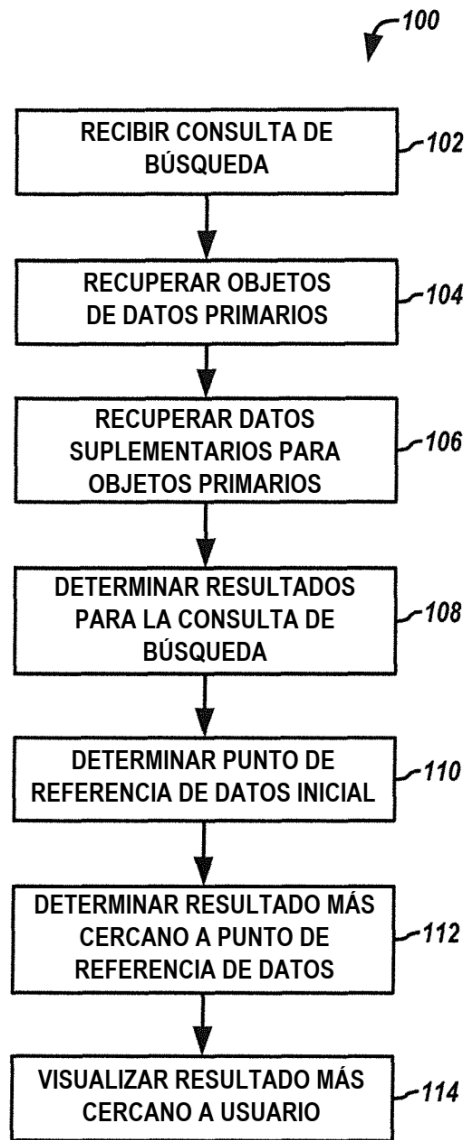 100
RECIBIR CONSULTA DE
BÚSQUEDA
102
RECUPERAR OBJETOS
DE DATOS PRIMARIOS
104
RECUPERAR DATOS
SUPLEMENTARIOS PARA
OBJETOS PRIMARIOS
106
DETERMINAR RESULTADOS
PARA LA CONSULTA DE
BÚSQUEDA
108
DETERMINAR PUNTO DE
REFERENCIA DE DATOS INICIAL
110
DETERMINAR RESULTADO MÁS
CERCANO A PUNTO DE
REFERENCIA DE DATOS
112
VISUALIZAR RESULTADO MÁS
CERCANO A USUARIO
114